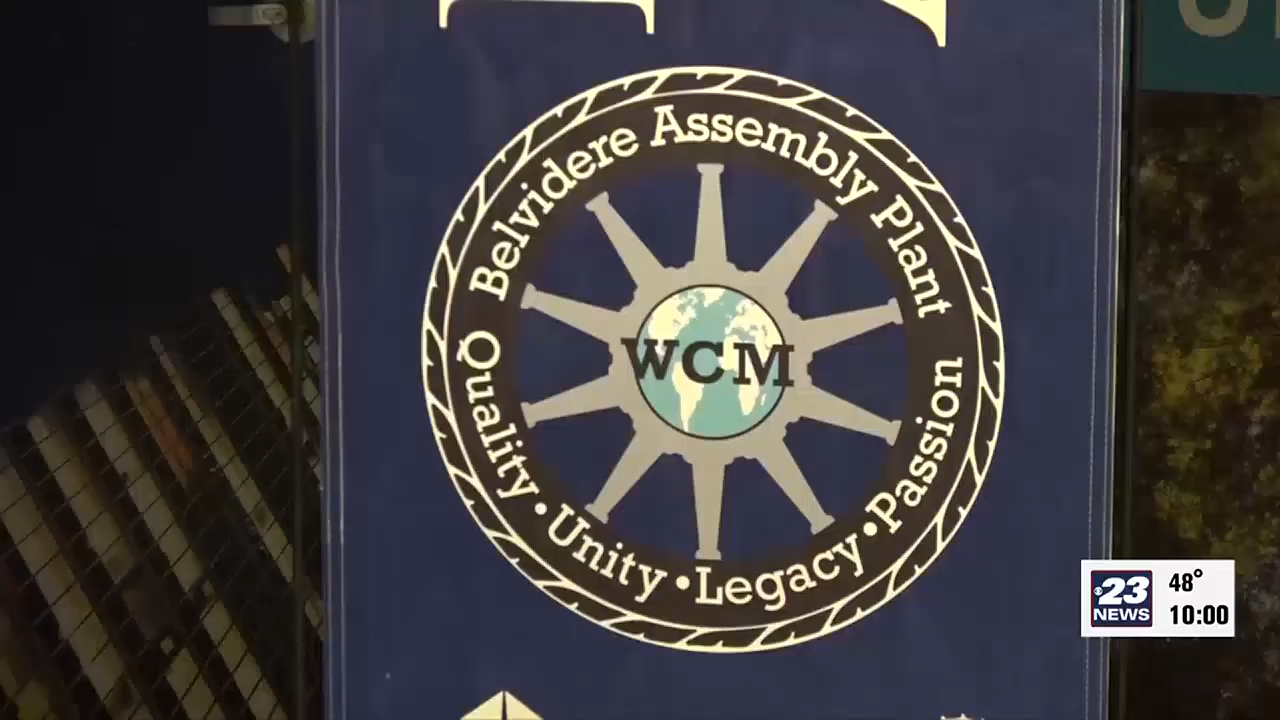 Belvidere Assembly Plant
WCM
Quality • Unity • Legacy • Passion
23
NEWS
48°
10:00